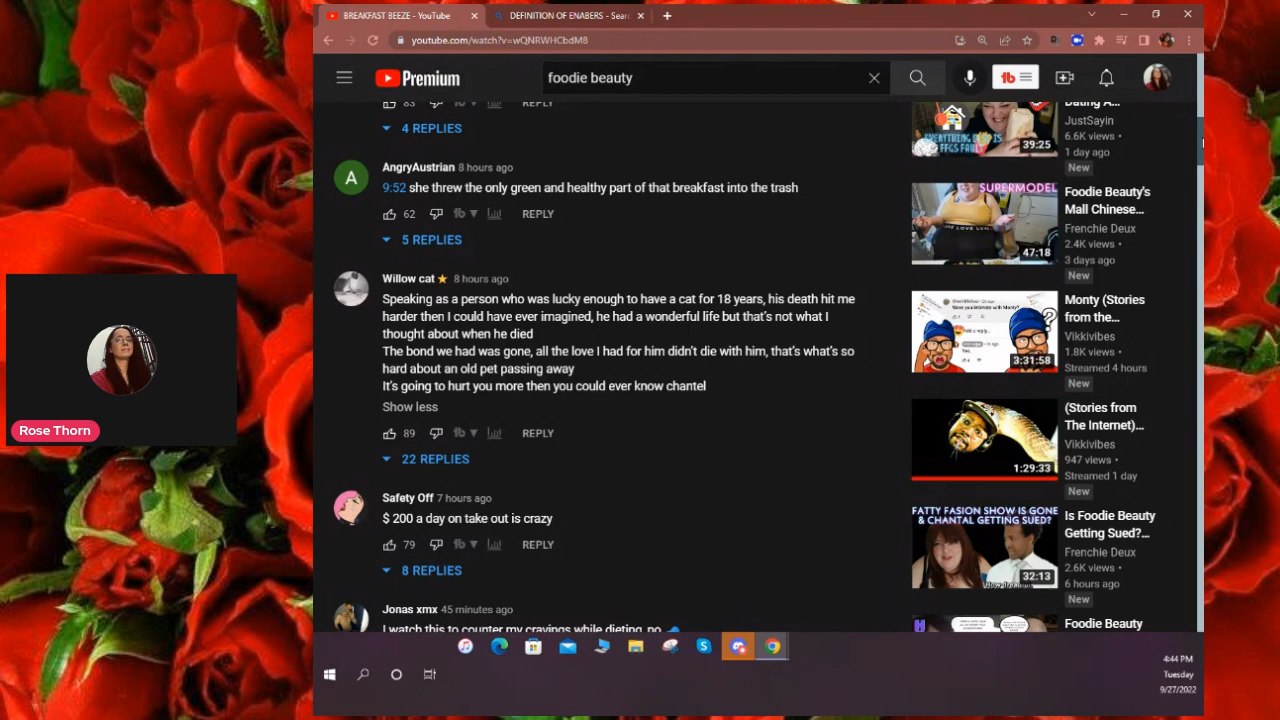 BREAKFAST BEEZE - YouTube
DEFINITION OF ENABERS - Sear
youtube.com/watch?v=wQNRWHCbdM8
Premium
foodie beauty
83
REPLY
4 REPLIES
A
AngryAustrian 8 hours ago
9:52 she threw the only green and healthy part of that breakfast into the trash
62 REPLY
5 REPLIES
Willow cat 8 hours ago
Speaking as a person who was lucky enough to have a cat for 18 years, his death hit me
harder then I could have ever imagined, he had a wonderful life but that's not what I
thought about when he died
The bond we had was gone, all the love I had for him didn't die with him, that's what's so
hard about an old pet passing away
It's going to hurt you more then you could ever know chantel
Show less
89 REPLY
22 REPLIES
Safety Off 7 hours ago
$ 200 a day on take out is crazy
79 REPLY
8 REPLIES
Jonas xmx 45 minutes ago
I watch this to counter my cravings while dieting, no
Dating A...
JustSayin
6.6K views •
1 day ago
New
39:25
SUPERMODEL
47:18
Foodie Beauty's
Mall Chinese...
Frenchie Deux
2.4K views •
3 days ago
New
3:31:58
Monty (Stories
from the...
Vikkivibes
1.8K views •
Streamed 4 hours
New
1:29:33
(Stories from
The Internet)...
Vikkivibes
947 views •
Streamed 1 day
New
FATTY FASION SHOW IS GONE
& CHANTAL GETTING SUED?
32:13
Is Foodie Beauty
Getting Sued?...
Frenchie Deux
2.6K views •
6 hours ago
New
Foodie Beauty
Rose Thorn
4:44 PM
Tuesday
9/27/2022